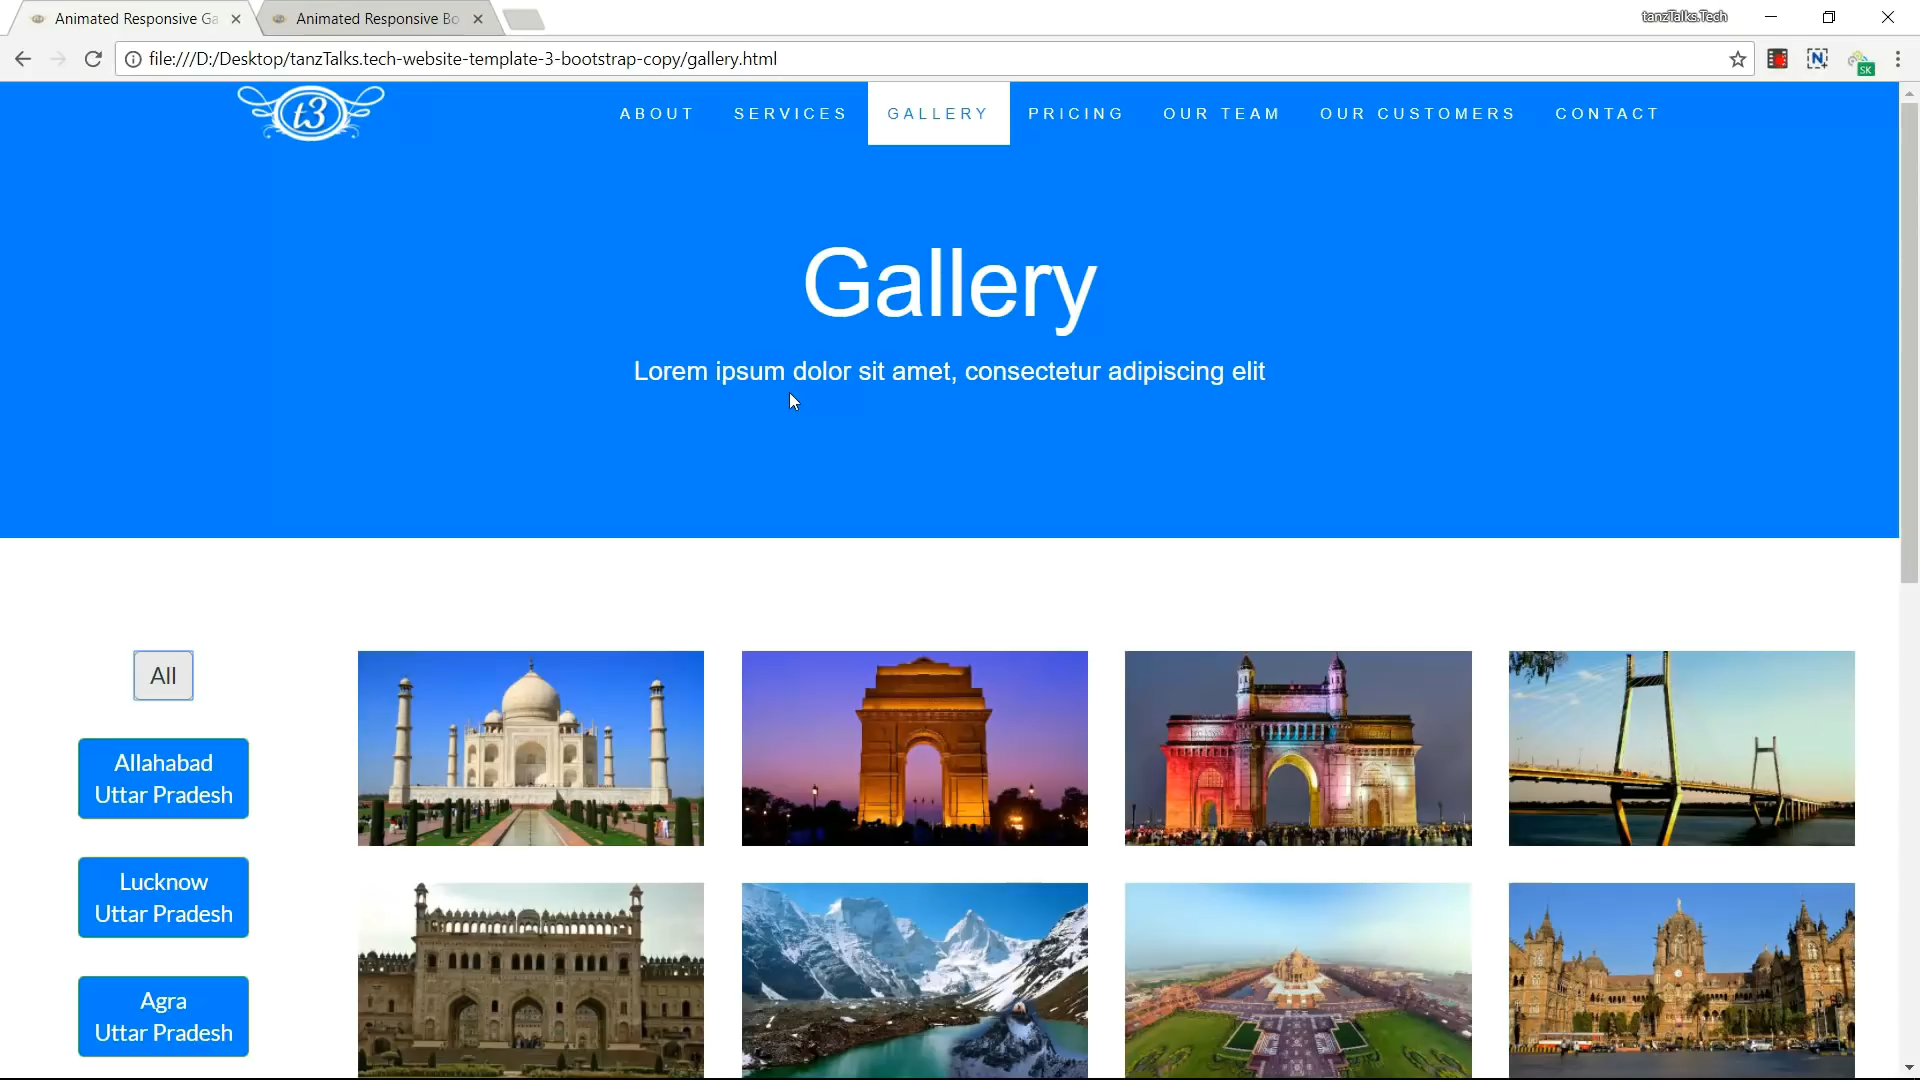 Animated Responsive Ga
Animated Responsive Bo
tanzTalks.Tech
file:///D:/Desktop/tanzTalks.tech-website-template-3-bootstrap-copy/gallery.html
N
SK
t3
ABOUT
SERVICES
GALLERY
PRICING
OUR TEAM
OUR CUSTOMERS
CONTACT
Gallery
Lorem ipsum dolor sit amet, consectetur adipiscing elit
All
Allahabad
Uttar Pradesh
Lucknow
Uttar Pradesh
Agra
Uttar Pradesh